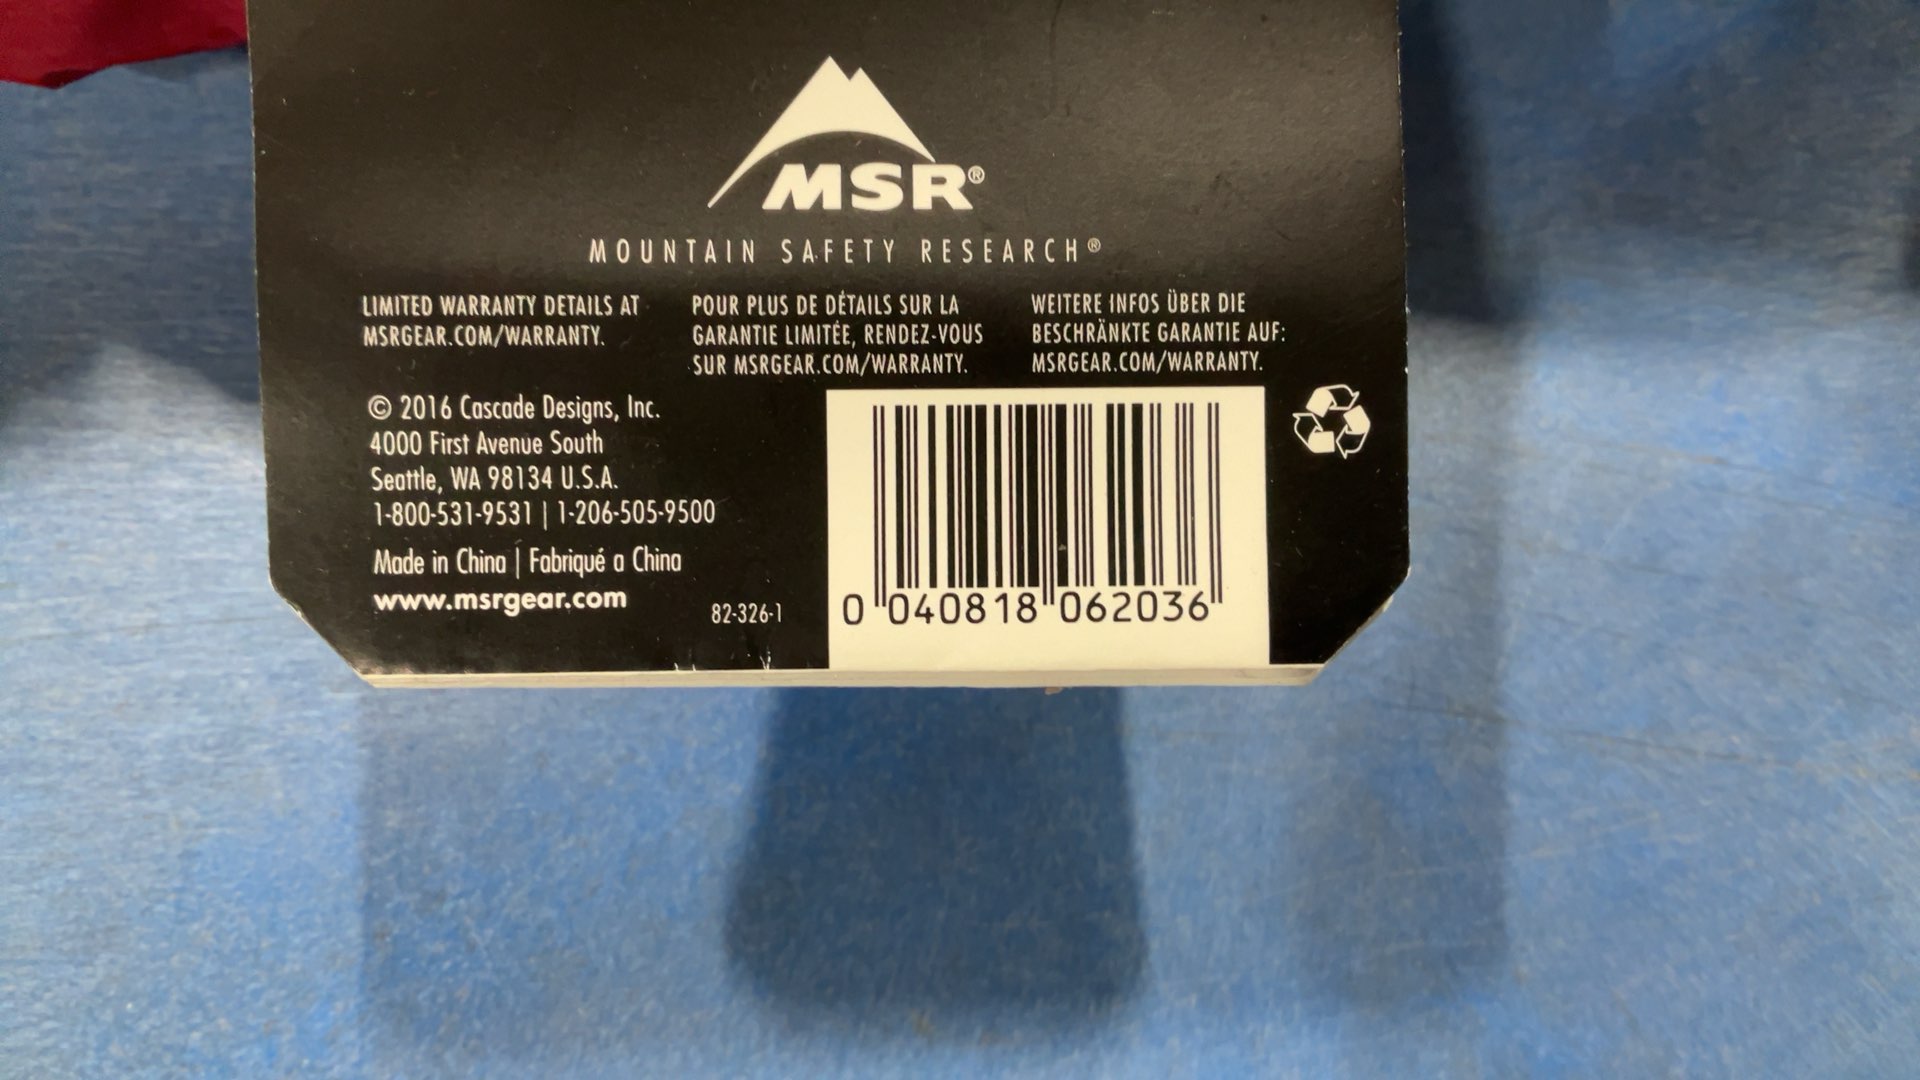 MSR®
MOUNTAIN SAFETY RESEARCH®
LIMITED WARRANTY DETAILS AT
MSRGEAR.COM/WARRANTY.
POUR PLUS DE DÉTAILS SUR LA
GARANTIE LIMITÉE, RENDEZ-VOUS
SUR MSRGEAR.COM/WARRANTY.
WEITERE INFOS ÜBER DIE
BESCHRÄNKTE GARANTIE AUF:
MSRGEAR.COM/WARRANTY.
© 2016 Cascade Designs, Inc.
4000 First Avenue South
Seattle, WA 98134 U.S.A.
1-800-531-9531 | 1-206-505-9500
Made in China | Fabriqué a China
www.msrgear.com
82-326-1
0 040818 062036